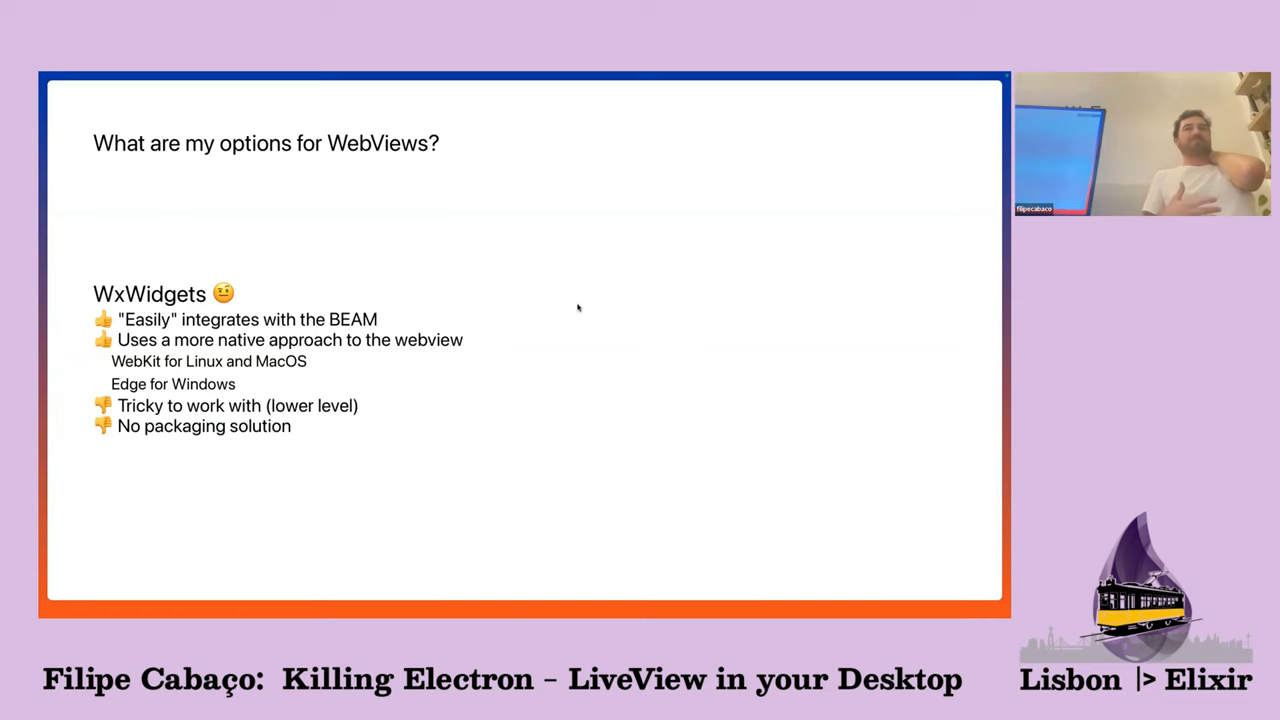 What are my options for WebViews?
WxWidgets 🤨
👍 "Easily" integrates with the BEAM
👍 Uses a more native approach to the webview
WebKit for Linux and MacOS
Edge for Windows
👎 Tricky to work with (lower level)
👎 No packaging solution
filipecabaco
Filipe Cabaço: Killing Electron - LiveView in your Desktop
Lisbon |> Elixir